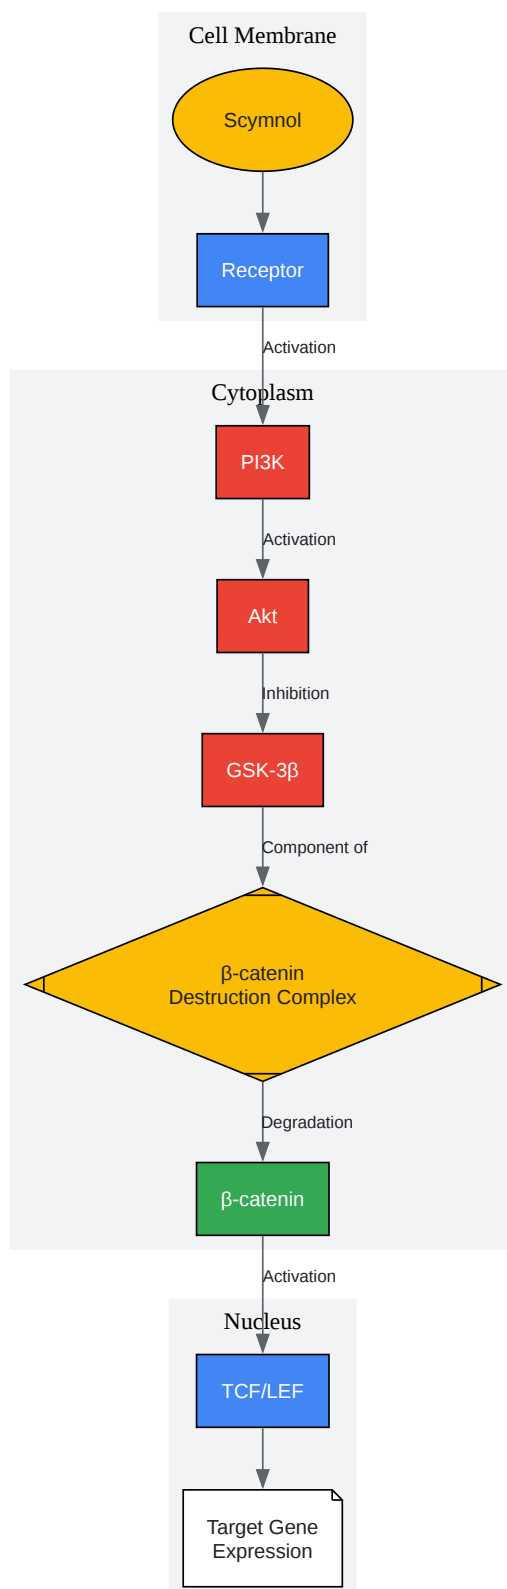 Cell Membrane
Scymnol
Receptor
Activation
Cytoplasm
PI3K
Activation
Akt
Inhibition
GSK-3β
Component of
β-catenin
Destruction Complex
Degradation
β-catenin
Activation
Nucleus
TCF/LEF
Target Gene
Expression